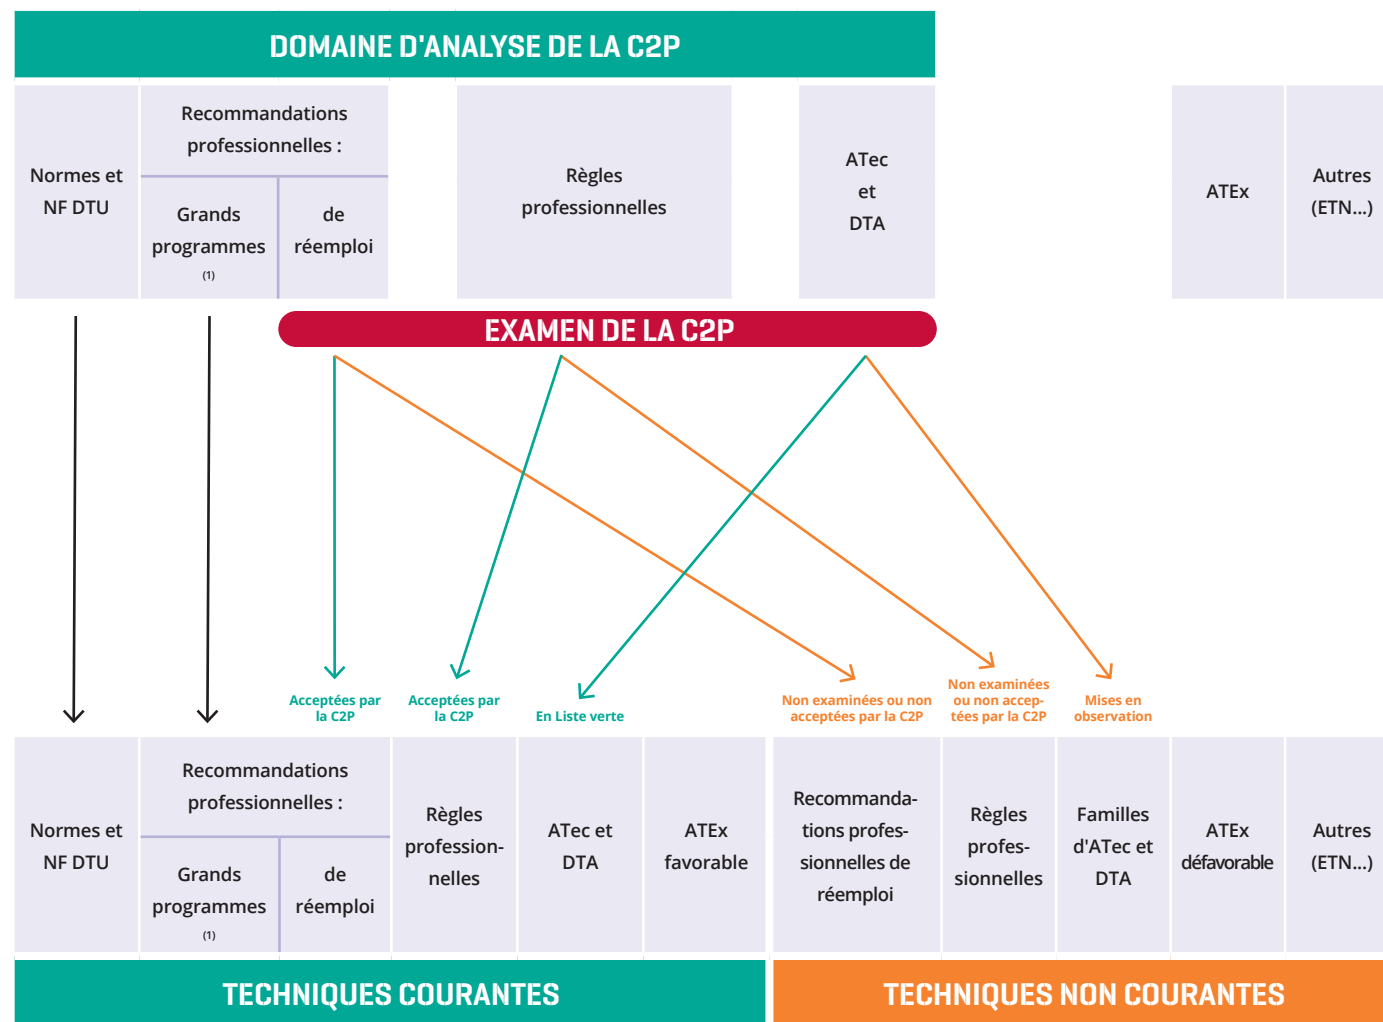 DOMAINE D'ANALYSE DE LA C2P
Normes et
NF DTU
Recommandations
professionnelles :
Grands
programmes
(1)
de
réemploi
Règles
professionnelles
ATec
et
DTA
ATEx
Autres
(ETN...)
EXAMEN DE LA C2P
Acceptées par
la C2P
Acceptées par
la C2P
En Liste verte
Non examinées ou non
acceptées par la C2P
Non examinées
ou non accep-
tées par la C2P
Mises en
observation
Normes et
NF DTU
Recommandations
professionnelles :
Grands
programmes
(1)
de
réemploi
Règles
profession-
nelles
ATec et
DTA
ATEx
favorable
Recommanda-
tions profes-
sionnelles de
réemploi
Règles
profes-
sionnelles
Familles
d'ATec et
DTA
ATEx
défavorable
Autres
(ETN...)
TECHNIQUES COURANTES
TECHNIQUES NON COURANTES